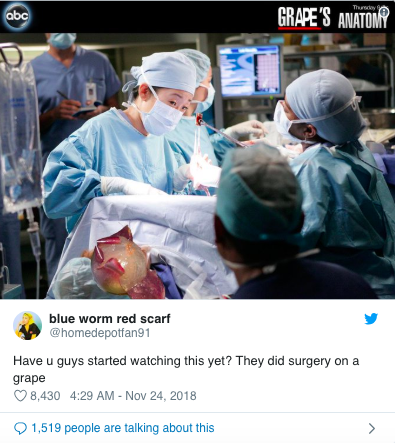 abc
GRAPE'S ANATOMY
blue worm red scarf
@homedepotfan91
Have u guys started watching this yet? They did surgery on a
grape
8,430 4:29 AM - Nov 24, 2018
1,519 people are talking about this